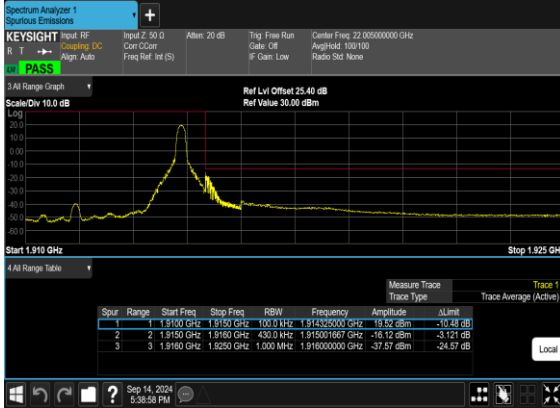 Spectrum Analyzer 1
Spurious Emissions
+
KEYSIGHT Input: RF Input Z: 50 Ω Atten: 20 dB Trig: Free Run Center Freq: 22.005000000 GHz
R T Coupling: DC Corr CCorr Gate: Off Avg|Hold: 100/100
Align: Auto Freq Ref: Int (S) IF Gain: Low Radio Std: None
PASS
3 All Range Graph
Ref Lvl Offset 25.40 dB
Scale/Div 10.0 dB Ref Value 30.00 dBm
Log
20.0
10.0
0.00
-10.0
-20.0
-30.0
-40.0
-50.0
-60.0
Start 1.910 GHz Stop 1.925 GH
4 All Range Table
Measure Trace Trace 1
Trace Type Trace Average (Active)
Spur Range Start Freq Stop Freq RBW Frequency Amplitude ΔLimit
1 1 1.9100 GHz 1.9150 GHz 100.0 kHz 1.914325000 GHz 19.52 dBm -10.48 dB
2 2 1.9150 GHz 1.9160 GHz 430.0 kHz 1.915001667 GHz -16.12 dBm -3.121 dB
3 3 1.9160 GHz 1.9250 GHz 1.000 MHz 1.916000000 GHz -37.57 dBm -24.57 dB
Local
?
Sep 14, 2024
5:38:58 PM